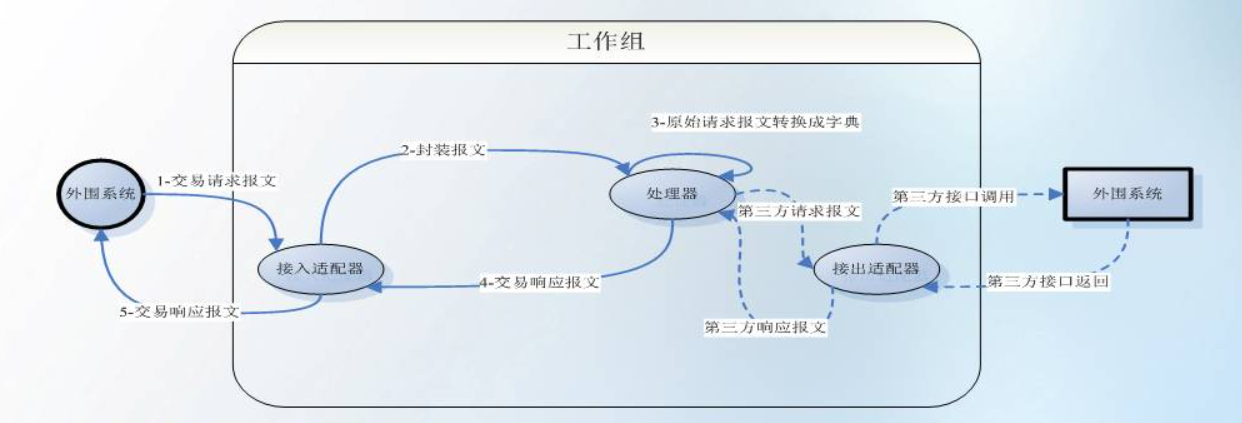 工作组
3-原始请求报文转换成字典
2-封装报文
1-交易请求报文
外围系统
处理器
第三方接口调用
外围系统
第三方请求报文
接入适配器
接出适配器
4-交易响应报文
第三方接口返回
5-交易响应报文
第三方响应报文